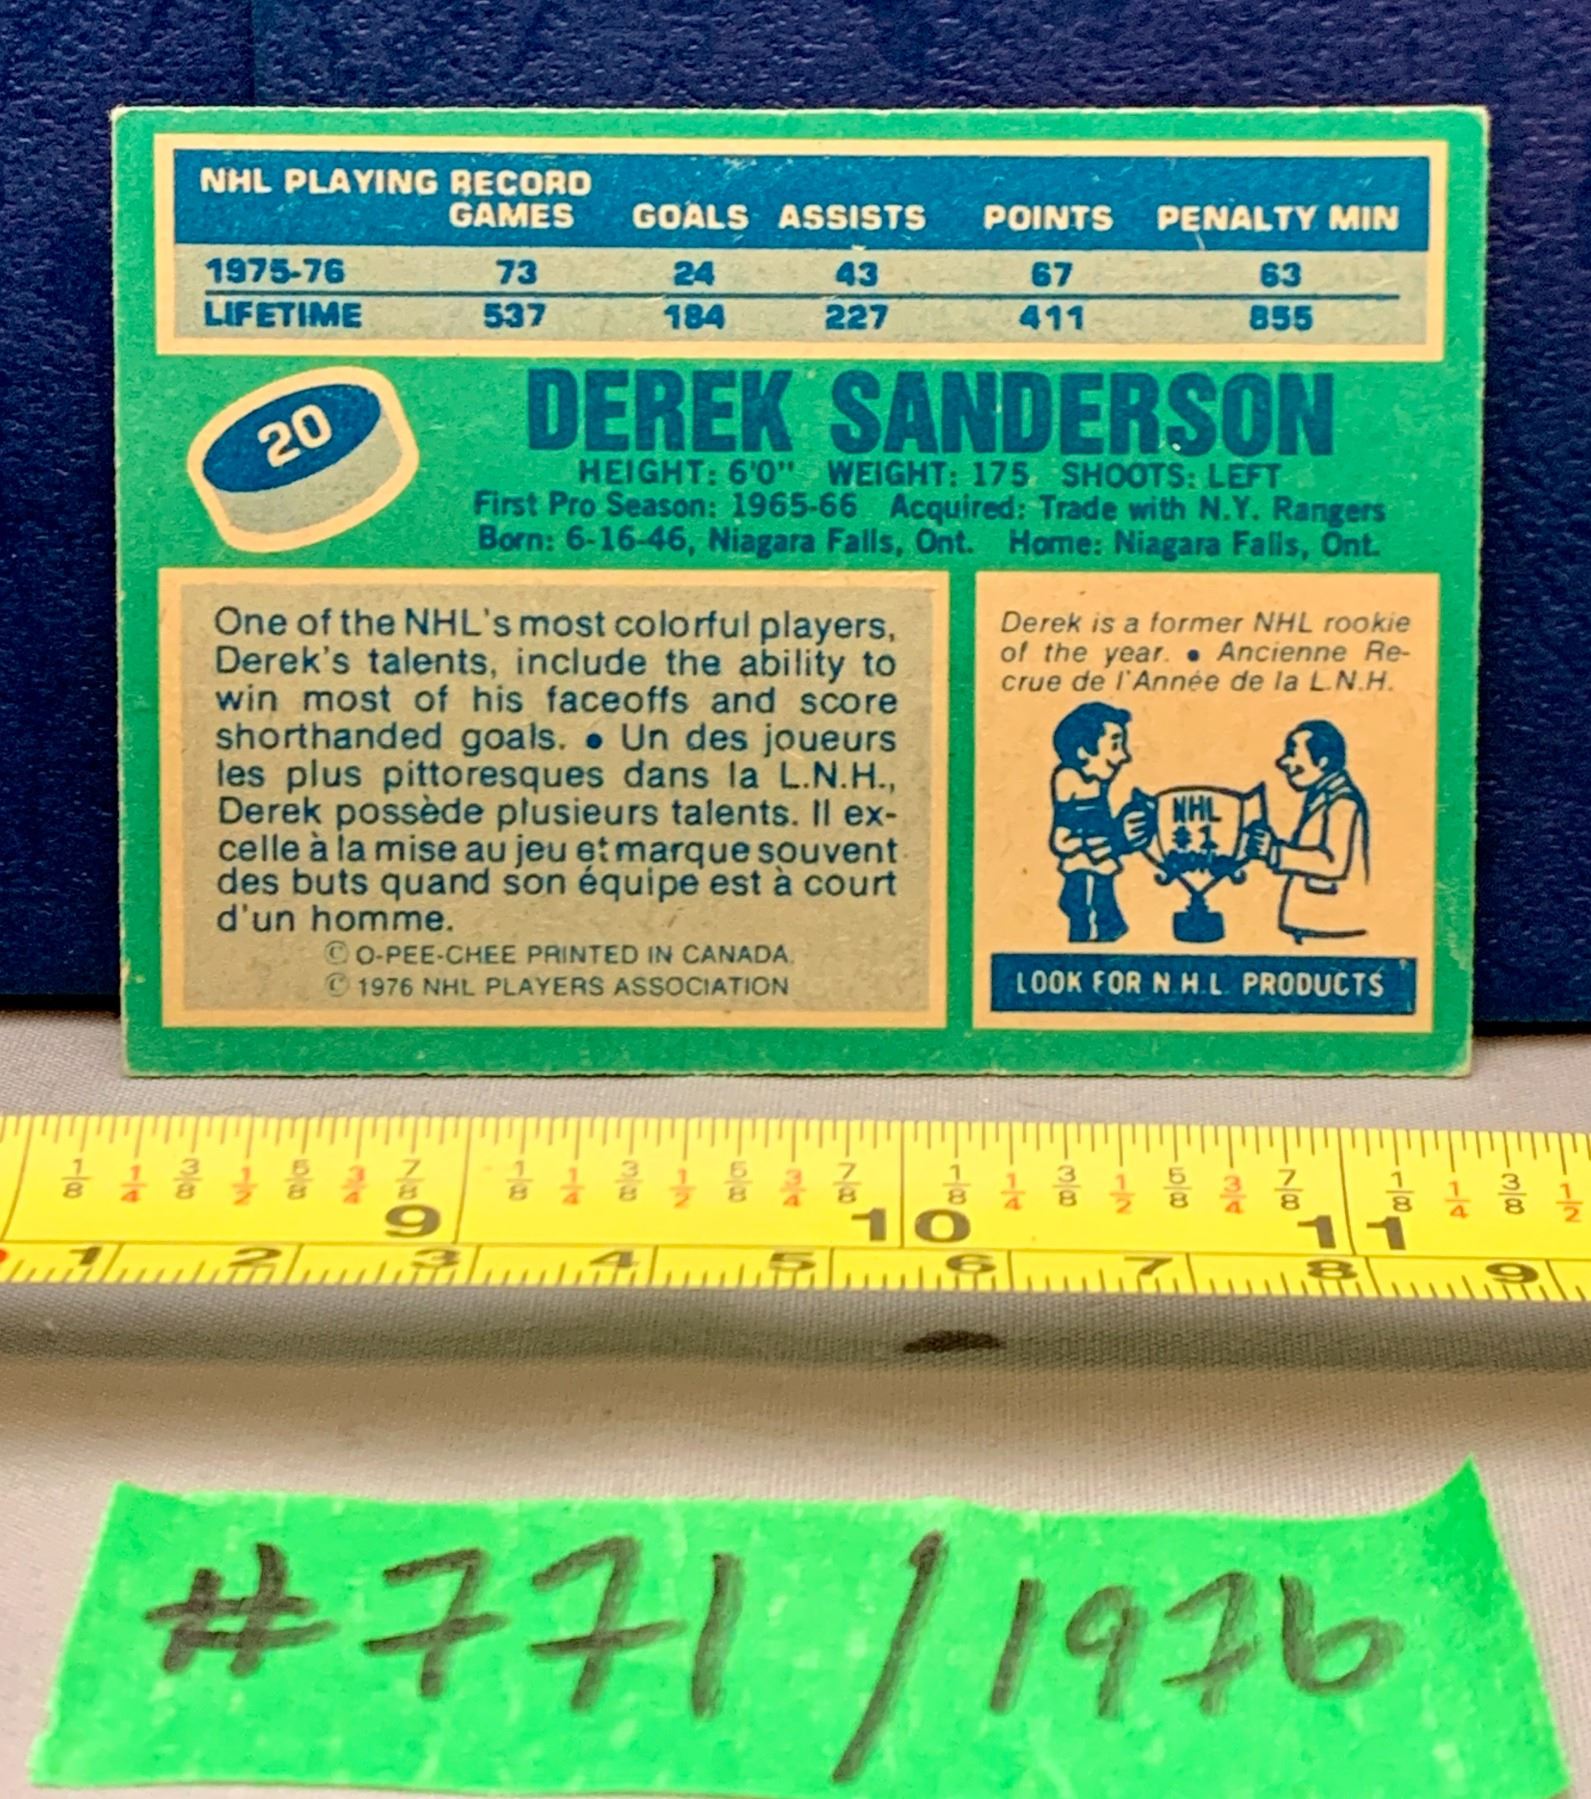 NHL PLAYING RECORD
GAMES GOALS ASSISTS POINTS PENALTY MIN
1975-76 73 24 43 67 63
LIFETIME 537 184 227 411 855
20
DEREK SANDERSON
HEIGHT: 6'0" WEIGHT: 175 SHOOTS: LEFT
First Pro Season: 1965-66 Acquired: Trade with N.Y. Rangers
Born: 6-16-46, Niagara Falls, Ont. Home: Niagara Falls, Ont.
One of the NHL's most colorful players,
Derek's talents, include the ability to
win most of his faceoffs and score
shorthanded goals. • Un des joueurs
les plus pittoresques dans la L.N.H.,
Derek possède plusieurs talents. Il ex-
celle à la mise au jeu et marque souvent
des buts quand son équipe est à court
d'un homme.
© O-PEE-CHEE PRINTED IN CANADA.
© 1976 NHL PLAYERS ASSOCIATION
Derek is a former NHL rookie
of the year. • Ancienne Re-
crue de l'Année de la L.N.H.
NHL
#1
LOOK FOR N H L PRODUCTS
1/8 1/4 3/8 1/2 5/8 3/4 7/8 1/8 1/4 3/8 1/2 5/8 3/4 7/8 1/8 1/4 3/8 1/2 5/8 3/4 7/8 1/8 1/4 3/8 1/2
9 10 10 11 11
1 2 3 4 5 6 7 8 9
#771/1976